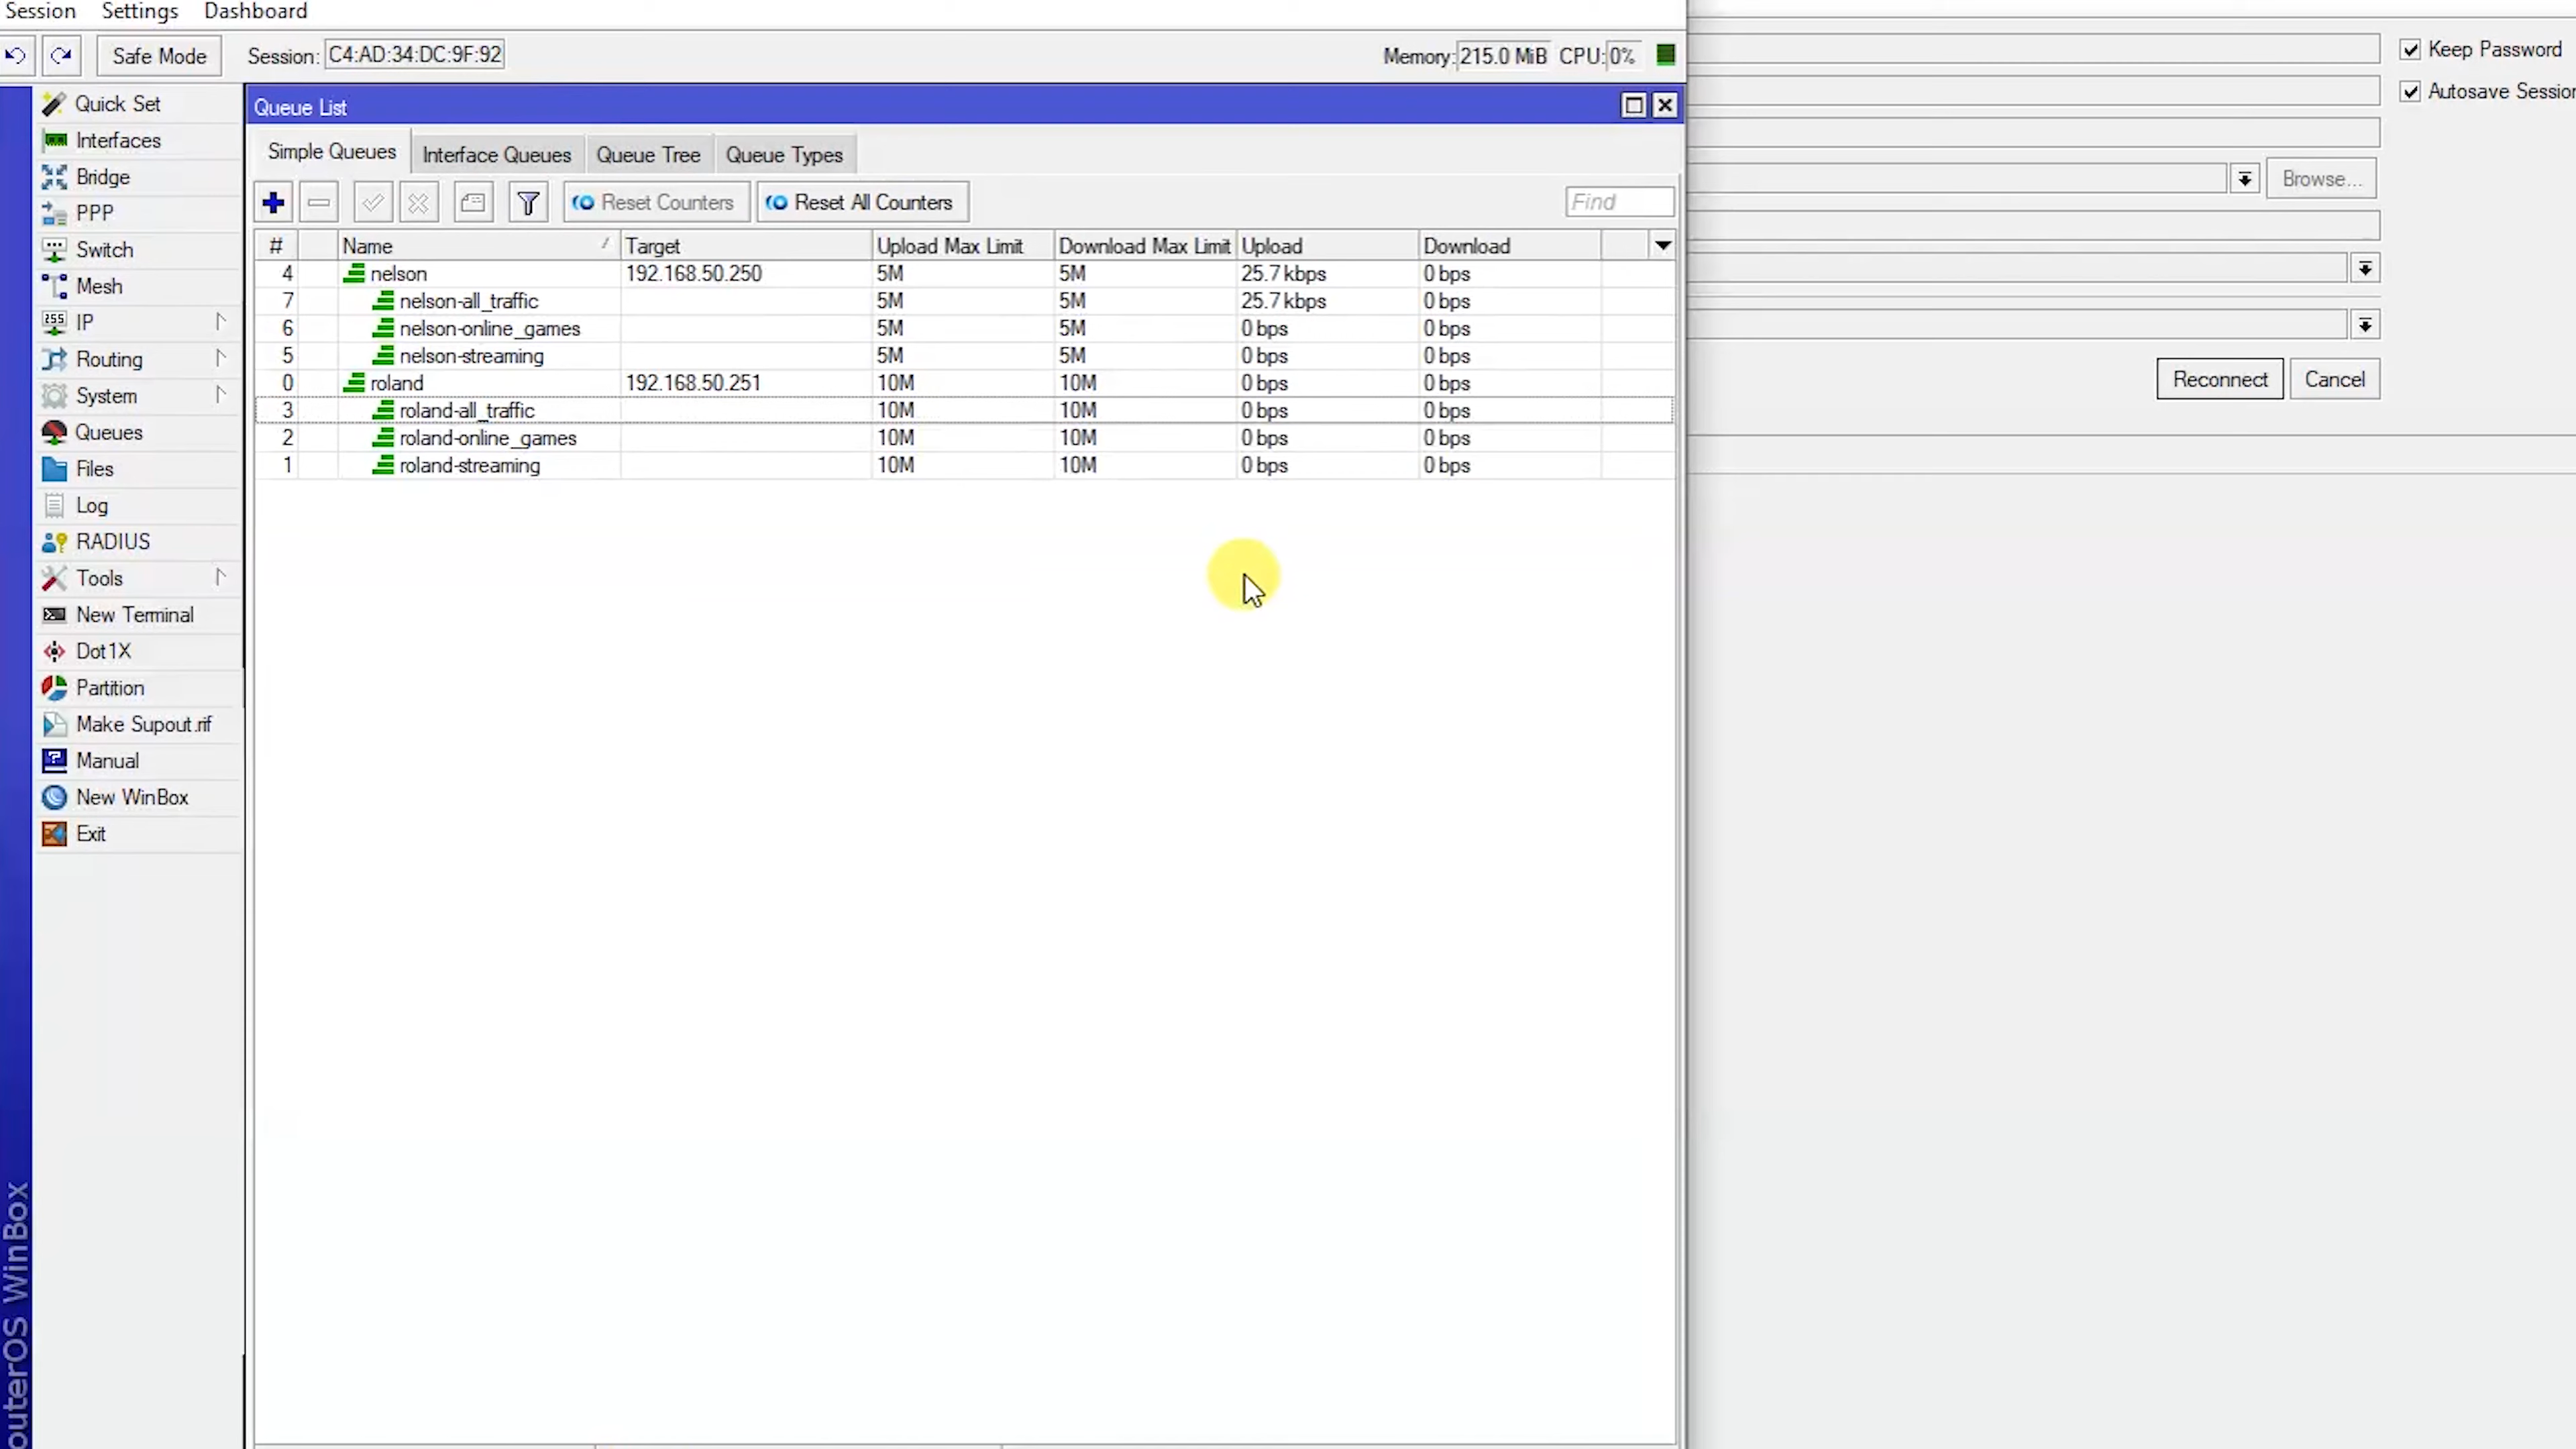 Session Settings Dashboard
Safe Mode Session: C4:AD:34:DC:9F:92 Memory: 215.0 MiB CPU: 0%
Keep Password
Autosave Session
Browse...
Reconnect Cancel
Quick Set
Interfaces
Bridge
PPP
Switch
Mesh
255 IP
Routing
System
Queues
Files
Log
RADIUS
Tools
New Terminal
Dot1X
Partition
Make Supout.rif
Manual
New WinBox
Exit
outerOS WinBox
Queue List
Simple Queues Interface Queues Queue Tree Queue Types
Reset Counters Reset All Counters Find
# Name Target Upload Max Limit Download Max Limit Upload Download
4 nelson 192.168.50.250 5M 5M 25.7 kbps 0 bps
7 nelson-all_traffic 5M 5M 25.7 kbps 0 bps
6 nelson-online_games 5M 5M 0 bps 0 bps
5 nelson-streaming 5M 5M 0 bps 0 bps
0 roland 192.168.50.251 10M 10M 0 bps 0 bps
3 roland-all_traffic 10M 10M 0 bps 0 bps
2 roland-online_games 10M 10M 0 bps 0 bps
1 roland-streaming 10M 10M 0 bps 0 bps